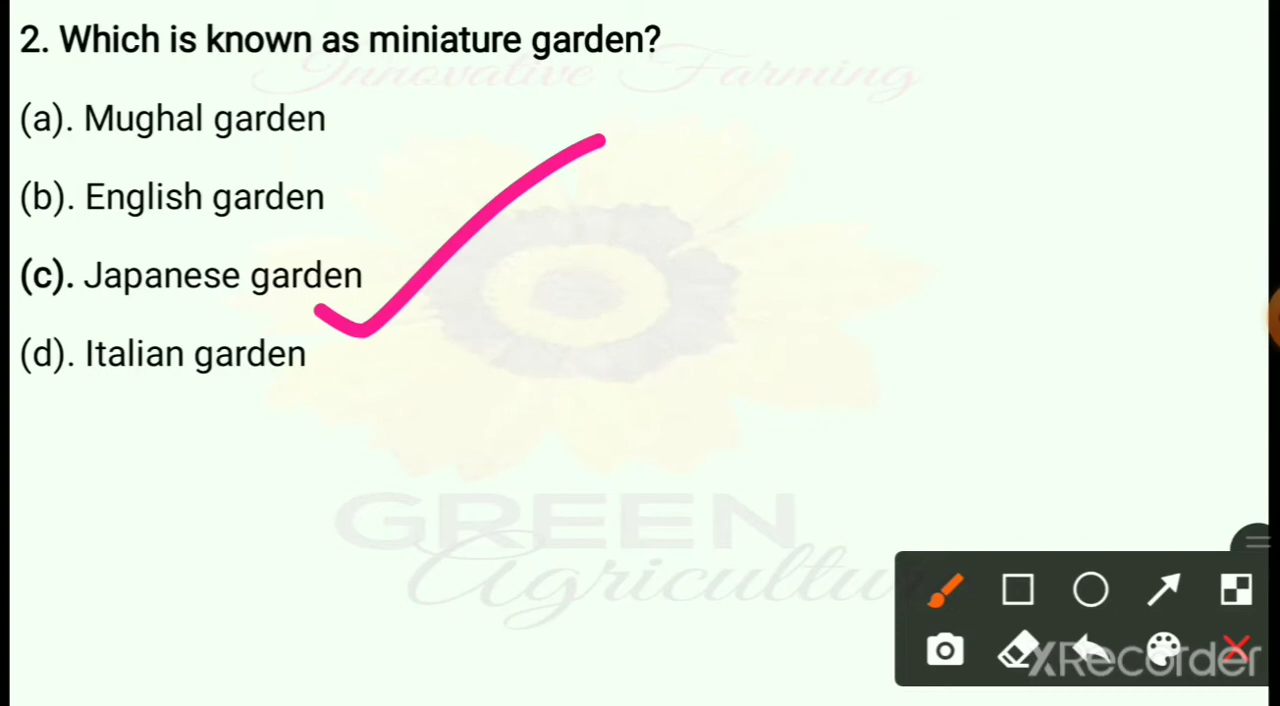 2. Which is known as miniature garden?
Innovative Farming
(a). Mughal garden
(b). English garden
(c). Japanese garden
(d). Italian garden
GREEN
XRecorder